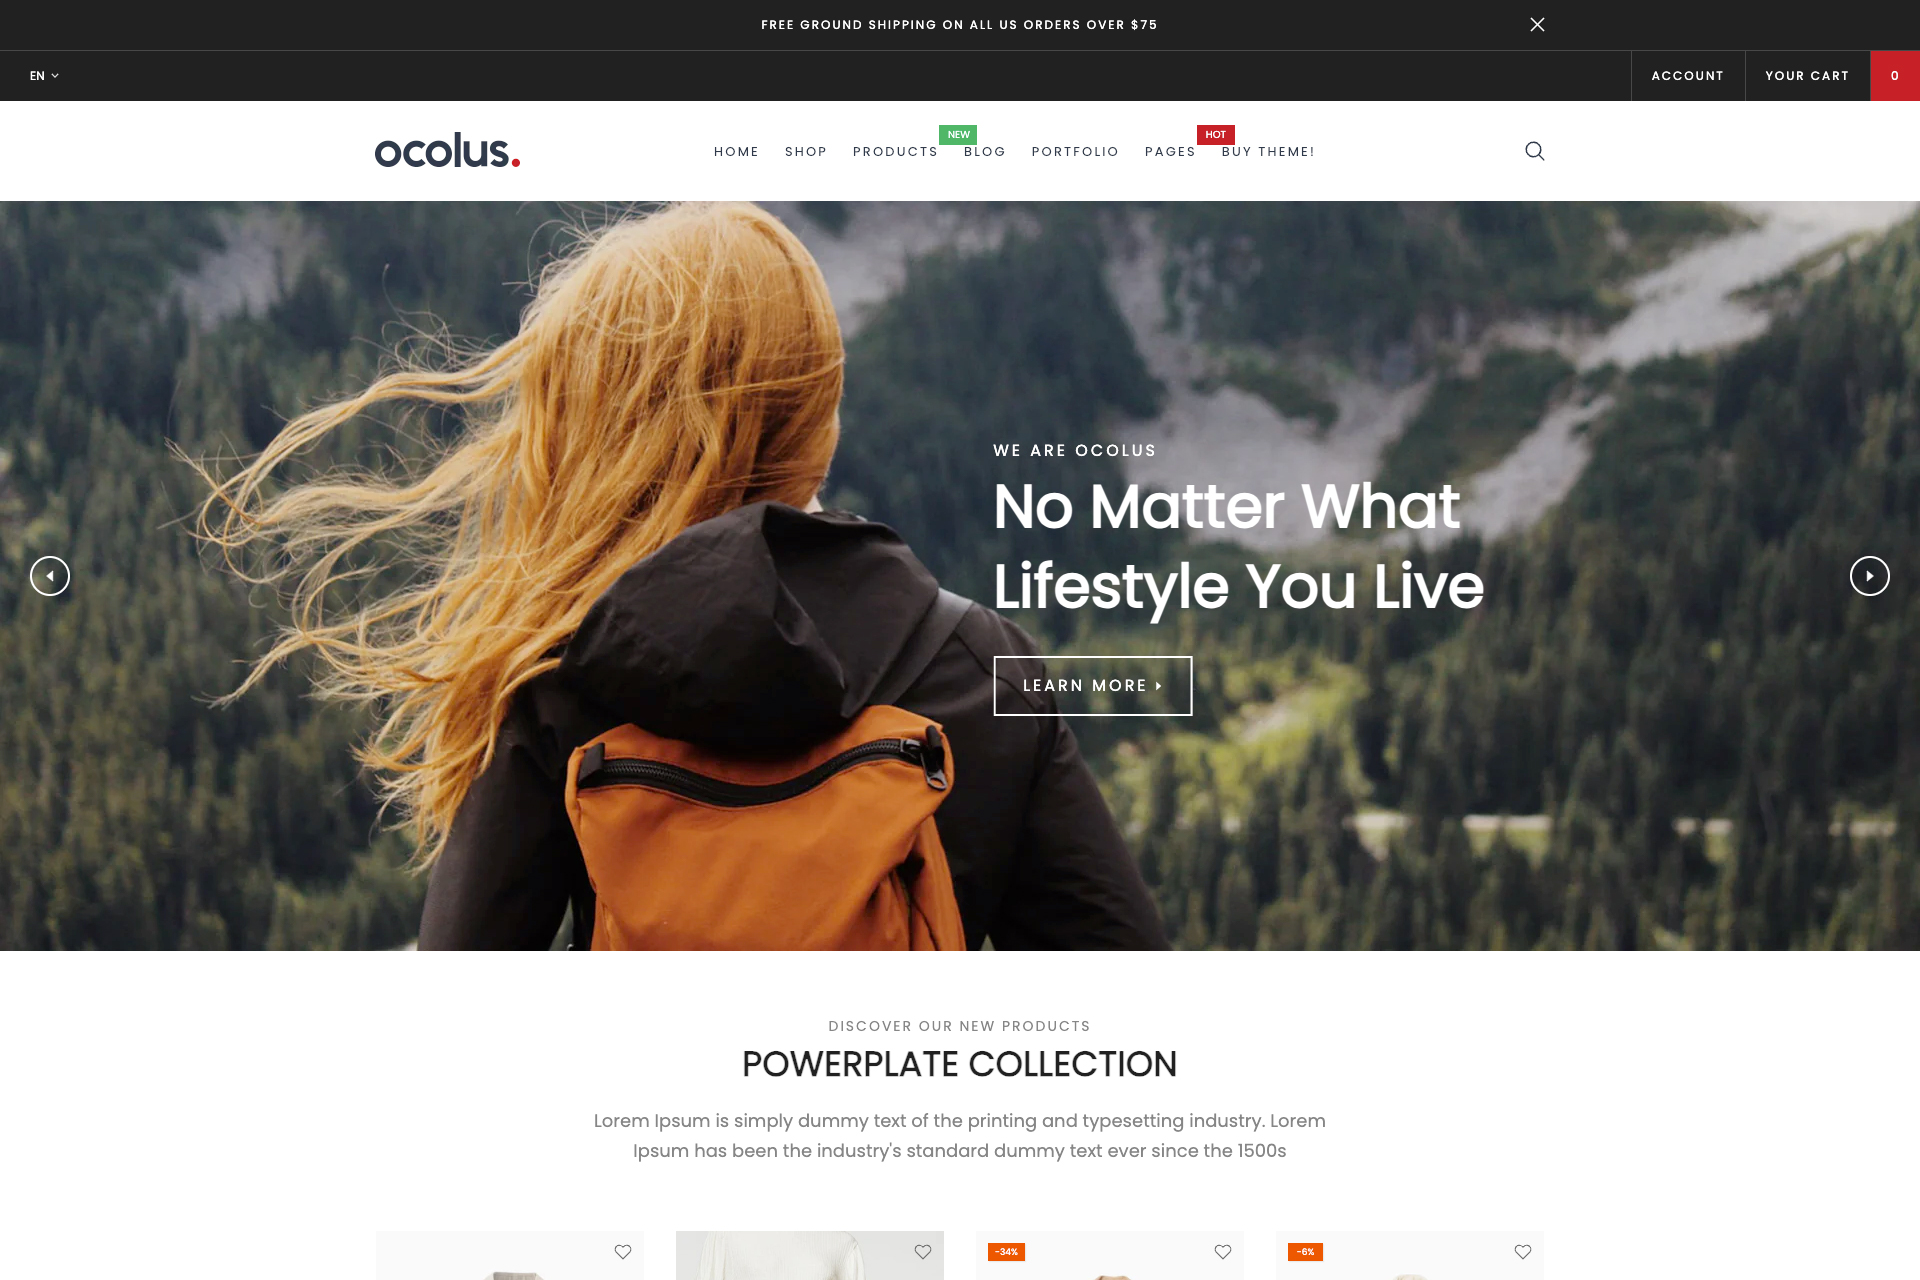 FREE GROUND SHIPPING ON ALL US ORDERS OVER $75
EN
ACCOUNT
YOUR CART
0
ocolus.
HOME
SHOP
PRODUCTS
NEW
BLOG
PORTFOLIO
PAGES
HOT
BUY THEME!
WE ARE OCOLUS
No Matter What
Lifestyle You Live
LEARN MORE
DISCOVER OUR NEW PRODUCTS
POWERPLATE COLLECTION
Lorem Ipsum is simply dummy text of the printing and typesetting industry. Lorem
Ipsum has been the industry's standard dummy text ever since the 1500s
-34%
-6%